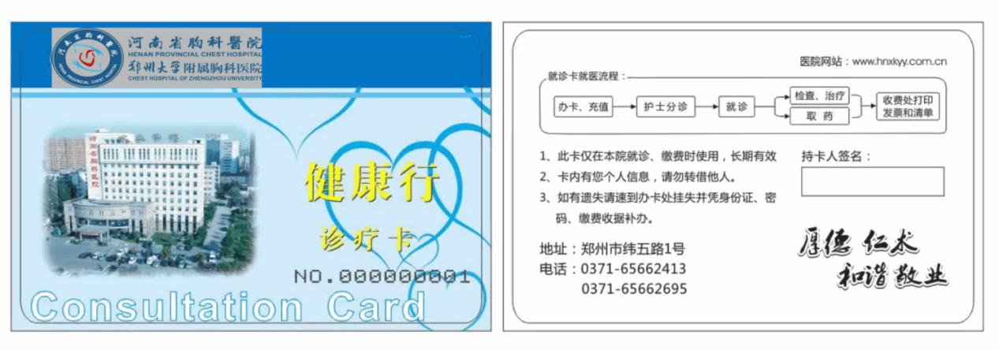 河南省胸科醫院
HENAN PROVINCIAL CHEST HOSPITAL
郑州大学附属胸科医院
CHEST HOSPITAL OF ZHENGZHOU UNIVERSITY
河南省胸科医院
健康行
诊疗卡
NO.000000001
Consultation Card
医院网站：www.hnxkyy.com.cn
就诊卡就医流程：
办卡、充值
护士分诊
就诊
检查、治疗
取 药
收费处打印
发票和清单
1、此卡仅在本院就诊、缴费时使用，长期有效
2、卡内有您个人信息，请勿转借他人。
3、如有遗失请速到办卡处挂失并凭身份证、密
码、缴费收据补办。
持卡人签名：
地址：郑州市纬五路1号
电话：0371-65662413
0371-65662695
厚德 仁术
和谐 敬业